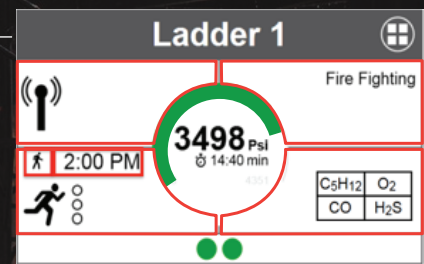 Ladder 1
Fire Fighting
3498 Psi
14:40 min
4351
2:00 PM
C₅H₁₂ O₂
CO H₂S